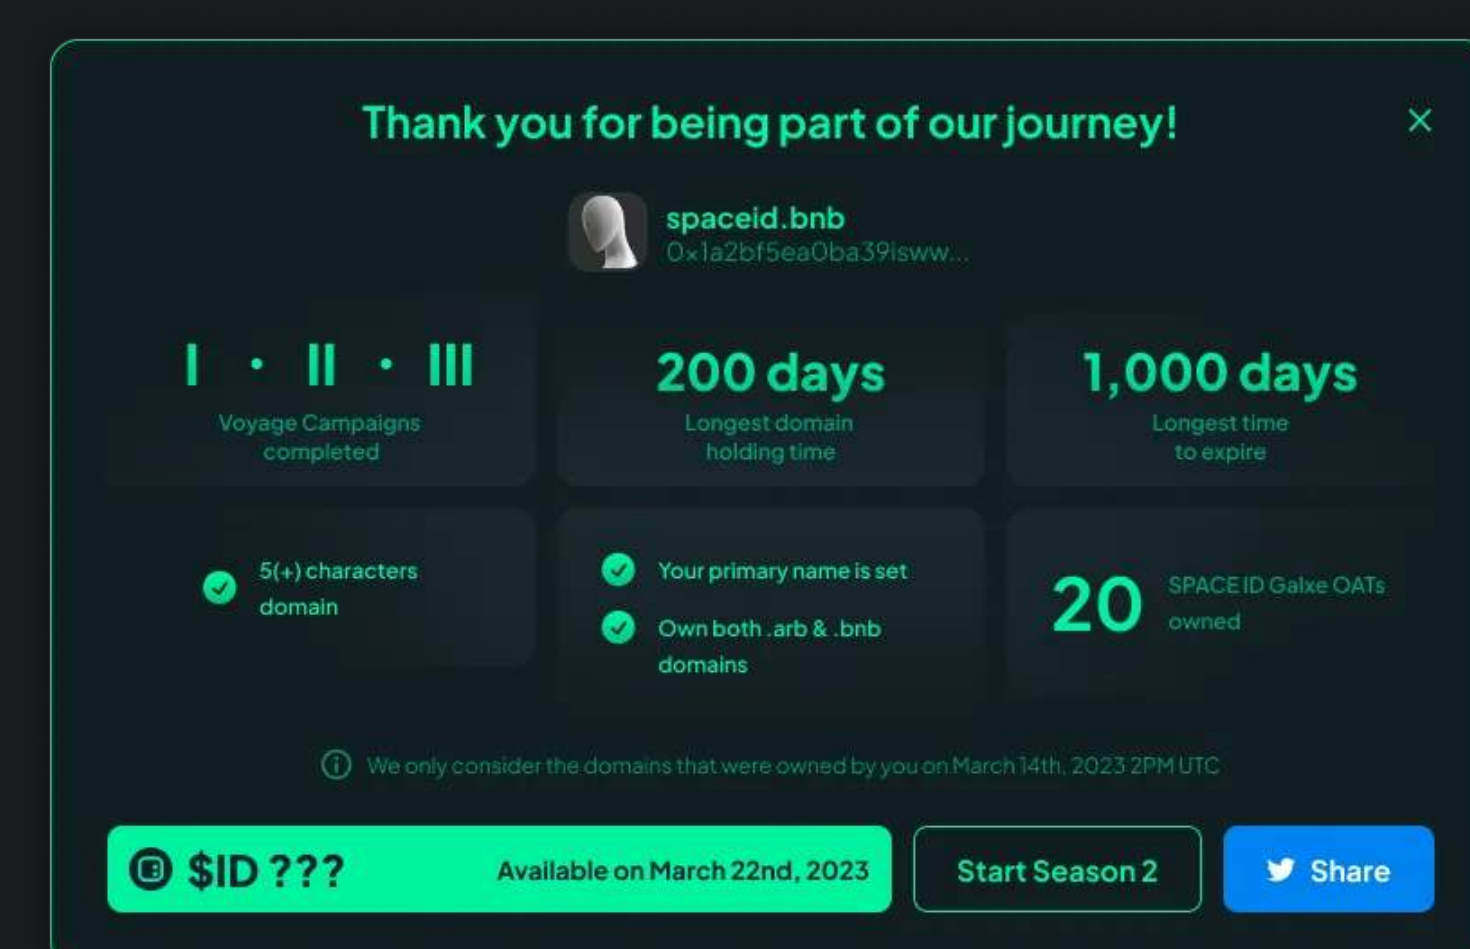 Thank you for being part of our journey!
spaceid.bnb
0x1a2bf5ea0ba39isww...
I · II · III
Voyage Campaigns
completed
200 days
Longest domain
holding time
1,000 days
Longest time
to expire
5(+) characters
domain
Your primary name is set
Own both .arb & .bnb
domains
20
SPACE ID Galxe OATs
owned
We only consider the domains that were owned by you on March 14th, 2023 2PM UTC
$ID ???
Available on March 22nd, 2023
Start Season 2
Share